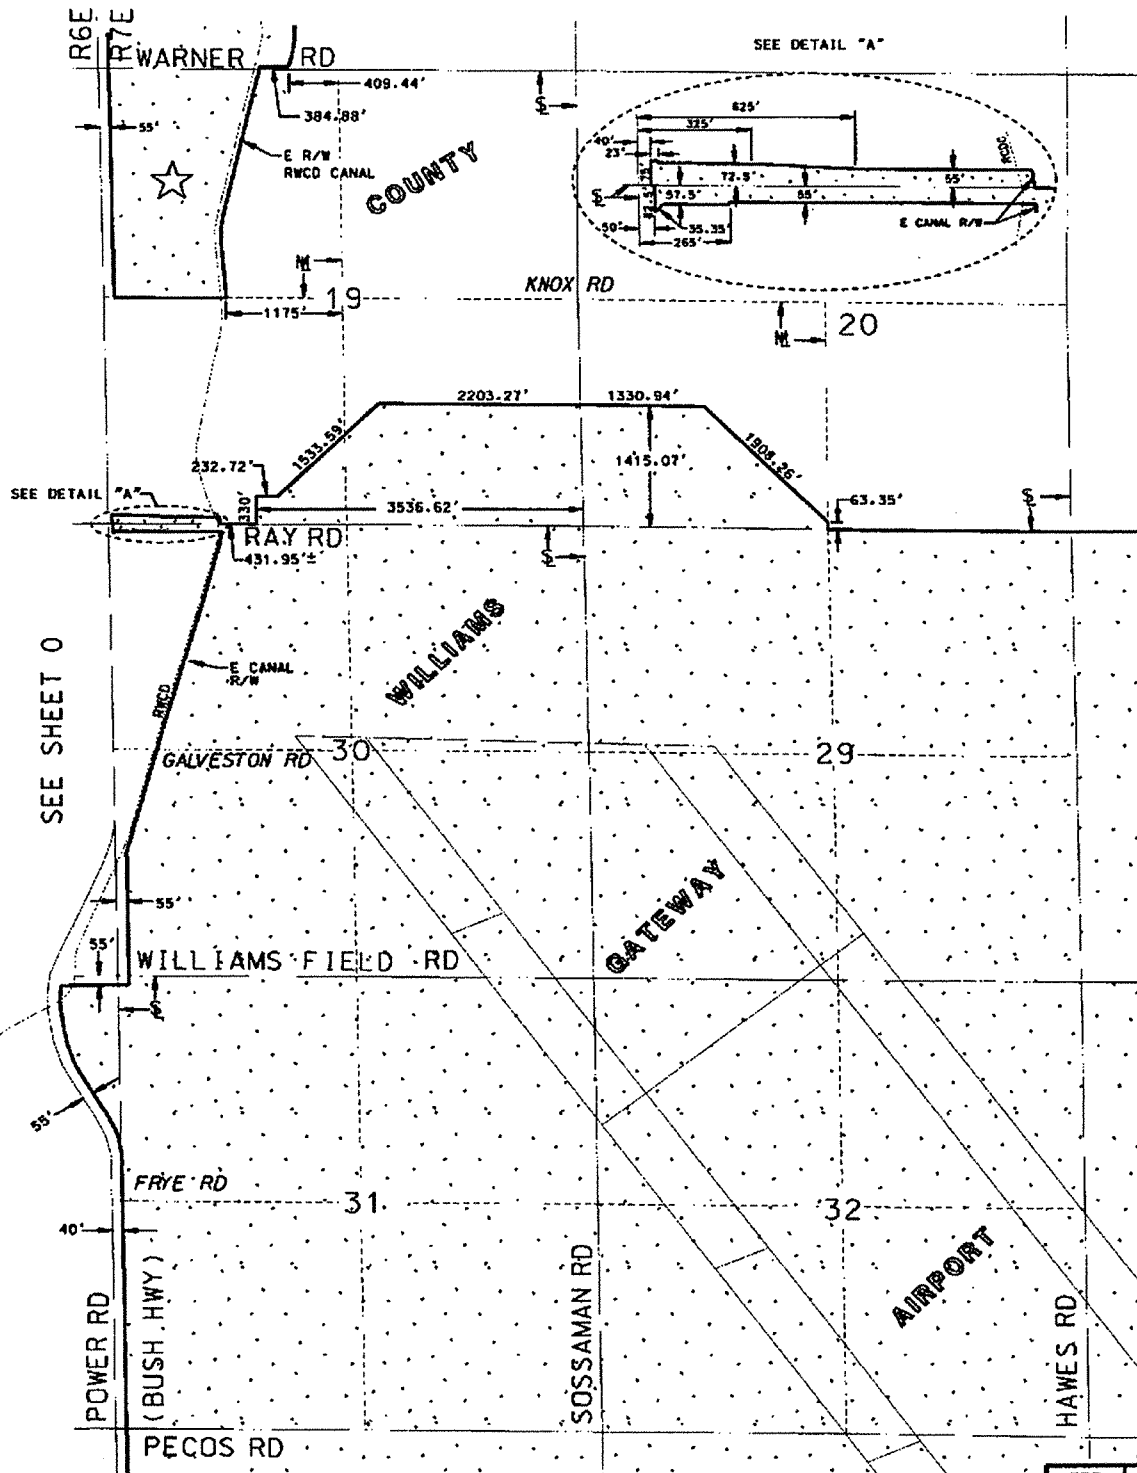 R6E
R7E
WARNER RD
SEE DETAIL "A"
409.44'
384.88'
55'
E R/W
RWCD CANAL
COUNTY
625'
325'
40'
23'
75'
72.5'
57.5'
55'
55'
RCDC
E CANAL R/W
50'
35.35'
265'
KNOX RD
19
1175'
20
2203.27'
1330.94'
1533.59'
1908.26'
1415.07'
232.72'
SEE DETAIL "A"
330'
3536.62'
63.35'
RAY RD
431.95'±
WILLIAMS
SEE SHEET O
E CANAL
R/W
RWCD
GALVESTON RD
30
29
GATEWAY
55'
55'
WILLIAMS FIELD RD
55'
FRYE RD
31
32
40'
AIRPORT
POWER RD
(BUSH HWY)
SOSSAMAN RD
HAWES RD
PECOS RD